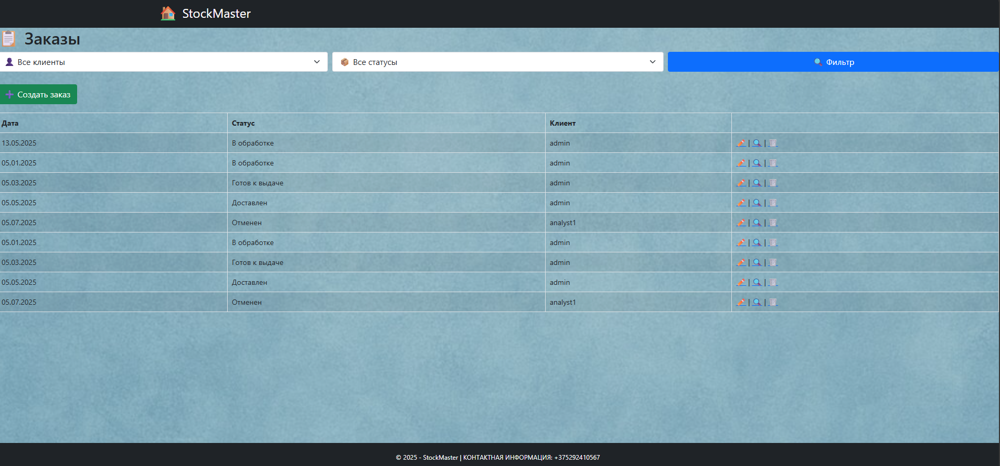 StockMaster
Заказы
Все клиенты
Все статусы
Фильтр
Создать заказ
Дата Статус Клиент
13.05.2025 В обработке admin | |
05.01.2025 В обработке admin | |
05.03.2025 Готов к выдаче admin | |
05.05.2025 Доставлен admin | |
05.07.2025 Отменен analyst1 | |
05.01.2025 В обработке admin | |
05.03.2025 Готов к выдаче admin | |
05.05.2025 Доставлен admin | |
05.07.2025 Отменен analyst1 | |
© 2025 - StockMaster | КОНТАКТНАЯ ИНФОРМАЦИЯ: +375292410567